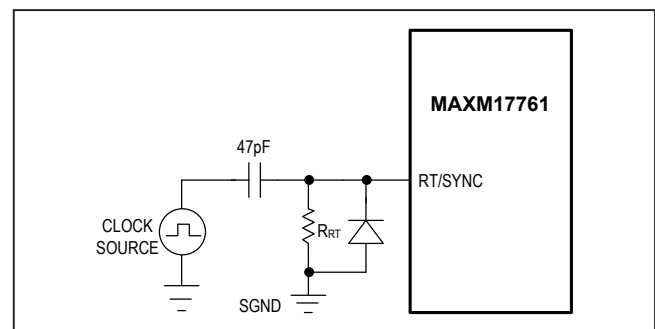 MAXM17761
47pF
RT/SYNC
CLOCK
SOURCE
RRT
SGND